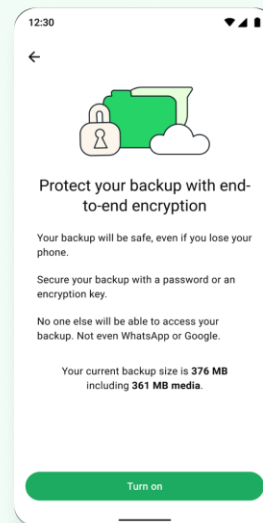 12:30
Protect your backup with end-
to-end encryption
Your backup will be safe, even if you lose your
phone.
Secure your backup with a password or an
encryption key.
No one else will be able to access your
backup. Not even WhatsApp or Google.
Your current backup size is 376 MB
including 361 MB media.
Turn on